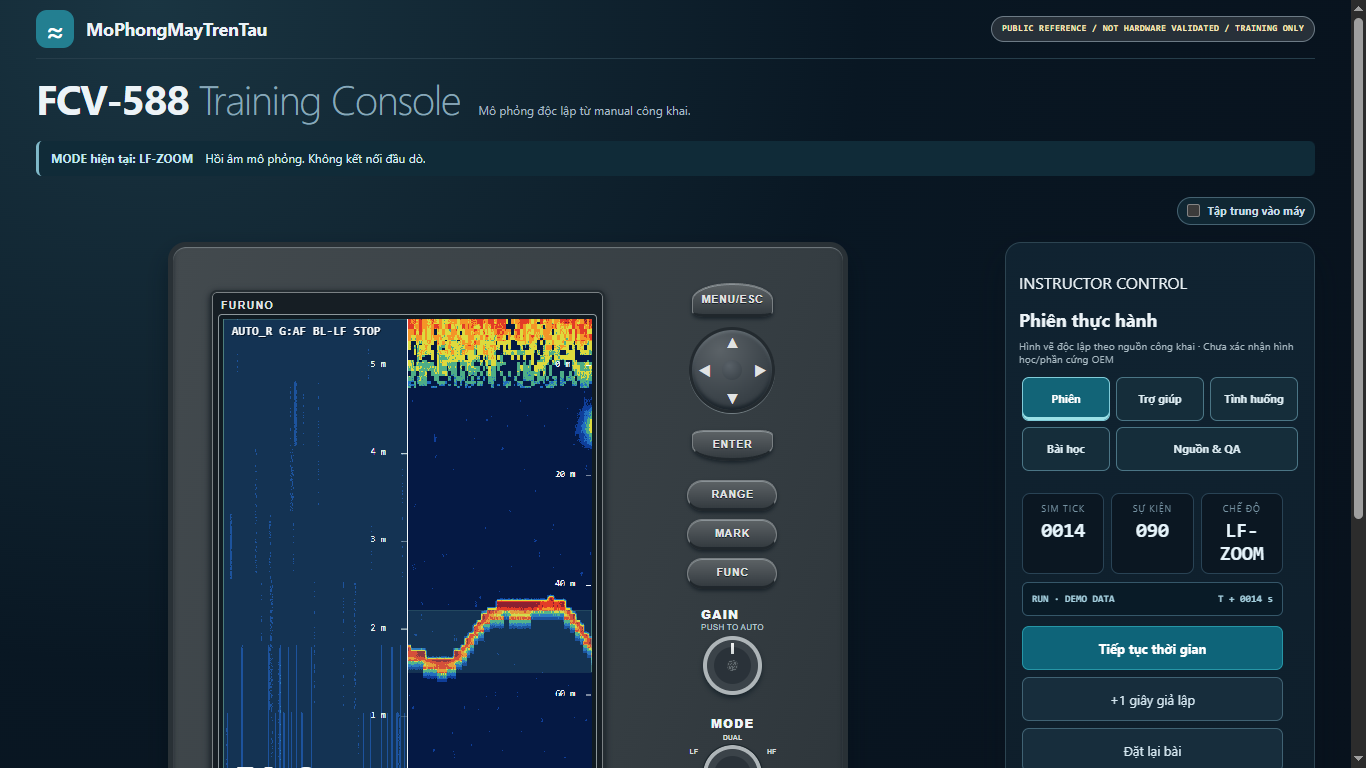 ≈
MoPhongMayTrenTau
PUBLIC REFERENCE / NOT HARDWARE VALIDATED / TRAINING ONLY
FCV-588 Training Console Mô phỏng độc lập từ manual công khai.
MODE hiện tại: LF-ZOOM Hồi âm mô phỏng. Không kết nối đầu dò.
Tập trung vào máy
FURUNO
AUTO_R G:AF BL-LF STOP
5 m
4 m
3 m
2 m
1 m
0 m
20 m
40 m
60 m
MENU/ESC
ENTER
RANGE
MARK
FUNC
GAIN
PUSH TO AUTO
MODE
DUAL
LF
HF
INSTRUCTOR CONTROL
Phiên thực hành
Hình vẽ độc lập theo nguồn công khai · Chưa xác nhận hình
học/phần cứng OEM
Phiên
Trợ giúp
Tình huống
Bài học
Nguồn & QA
SIM TICK
0014
SỰ KIỆN
090
CHẾ ĐỘ
LF-
ZOOM
RUN · DEMO DATA
T + 0014 s
Tiếp tục thời gian
+1 giây giả lập
Đặt lại bài